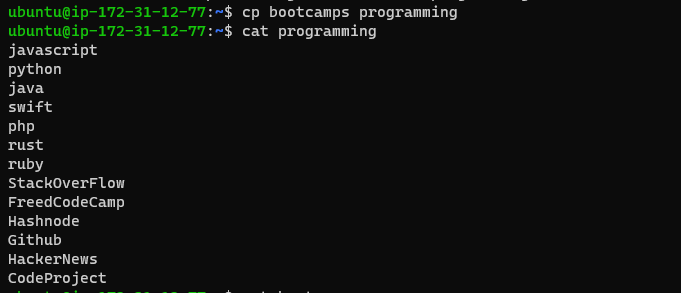 ubuntu@ip-172-31-12-77:~$ cp bootcamps programming
ubuntu@ip-172-31-12-77:~$ cat programming
javascript
python
java
swift
php
rust
ruby
StackOverFlow
FreedCodeCamp
Hashnode
Github
HackerNews
CodeProject